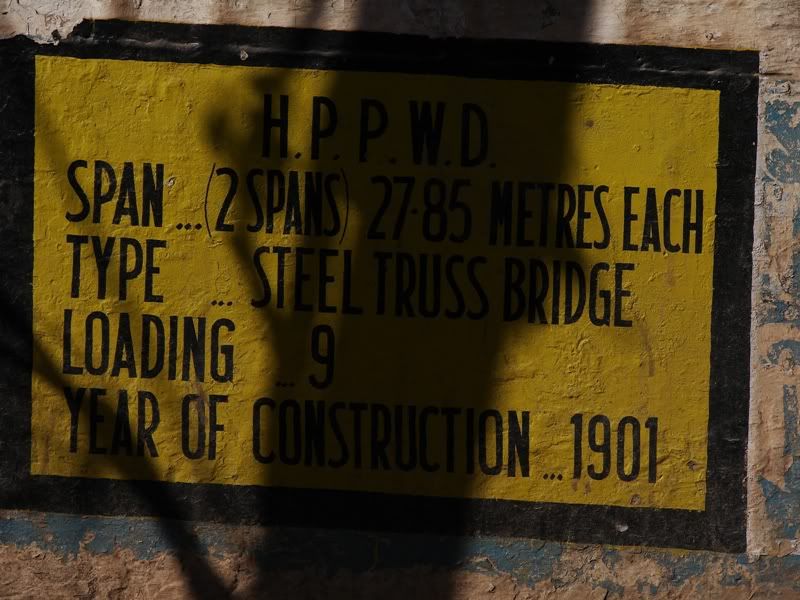 H.P.P.W.D.
SPAN ...(2 SPANS) 27·85 METRES EACH
TYPE ... STEEL TRUSS BRIDGE
LOADING ... 9
YEAR OF CONSTRUCTION ...1901